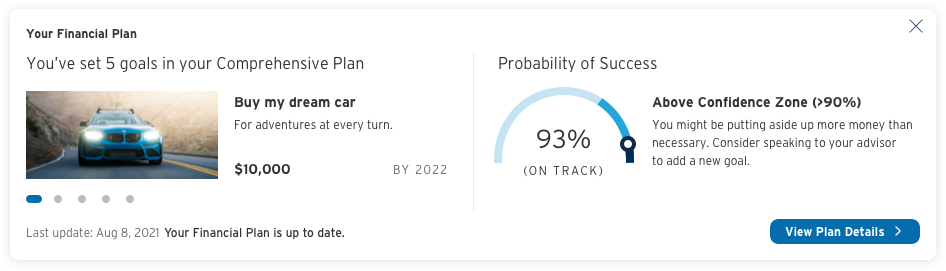 Your Financial Plan
You've set 5 goals in your Comprehensive Plan
Buy my dream car
For adventures at every turn.
$10,000
BY 2022
Last update: Aug 8, 2021 Your Financial Plan is up to date.
Probability of Success
93%
(ON TRACK)
Above Confidence Zone (>90%)
You might be putting aside up more money than
necessary. Consider speaking to your advisor
to add a new goal.
View Plan Details